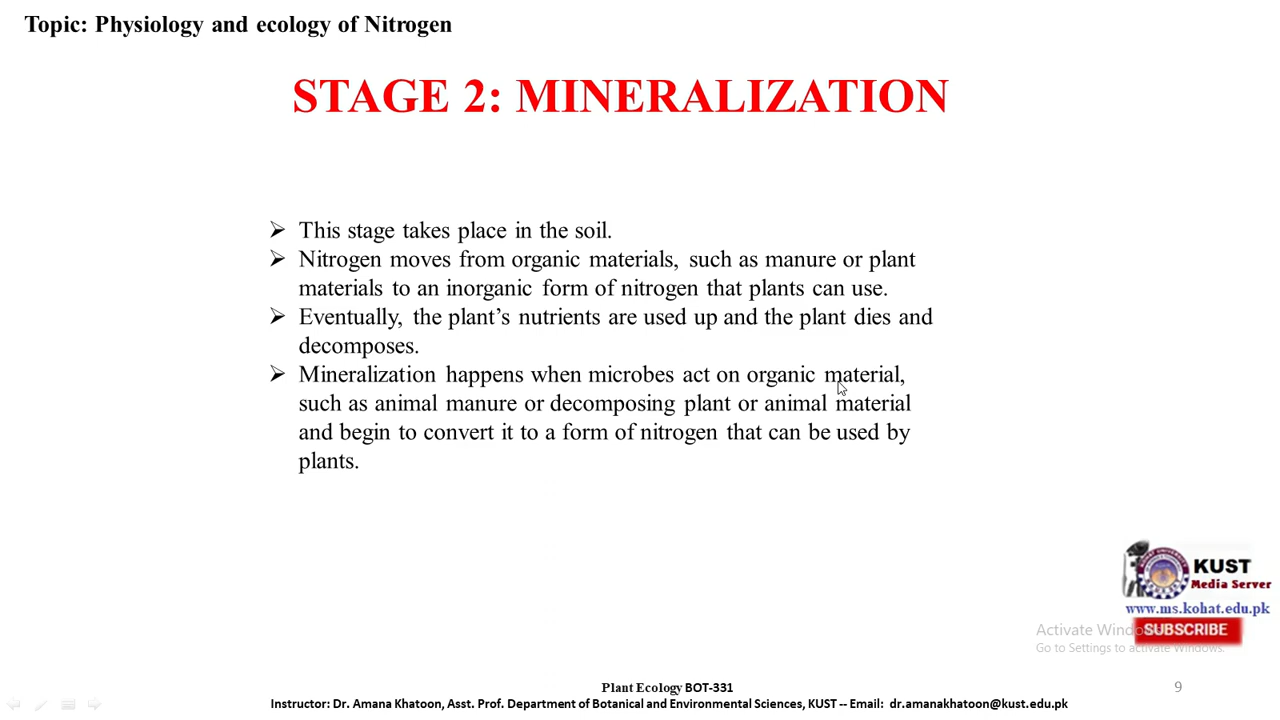 Topic: Physiology and ecology of Nitrogen
STAGE 2: MINERALIZATION
➢ This stage takes place in the soil.
➢ Nitrogen moves from organic materials, such as manure or plant
materials to an inorganic form of nitrogen that plants can use.
➢ Eventually, the plant’s nutrients are used up and the plant dies and
decomposes.
➢ Mineralization happens when microbes act on organic material,
such as animal manure or decomposing plant or animal material
and begin to convert it to a form of nitrogen that can be used by
plants.
KUST
Media Server
www.ms.kohat.edu.pk
SUBSCRIBE
Activate Windows
Go to Settings to activate Windows.
Plant Ecology BOT-331
9
Instructor: Dr. Amana Khatoon, Asst. Prof. Department of Botanical and Environmental Sciences, KUST -- Email: dr.amanakhatoon@kust.edu.pk